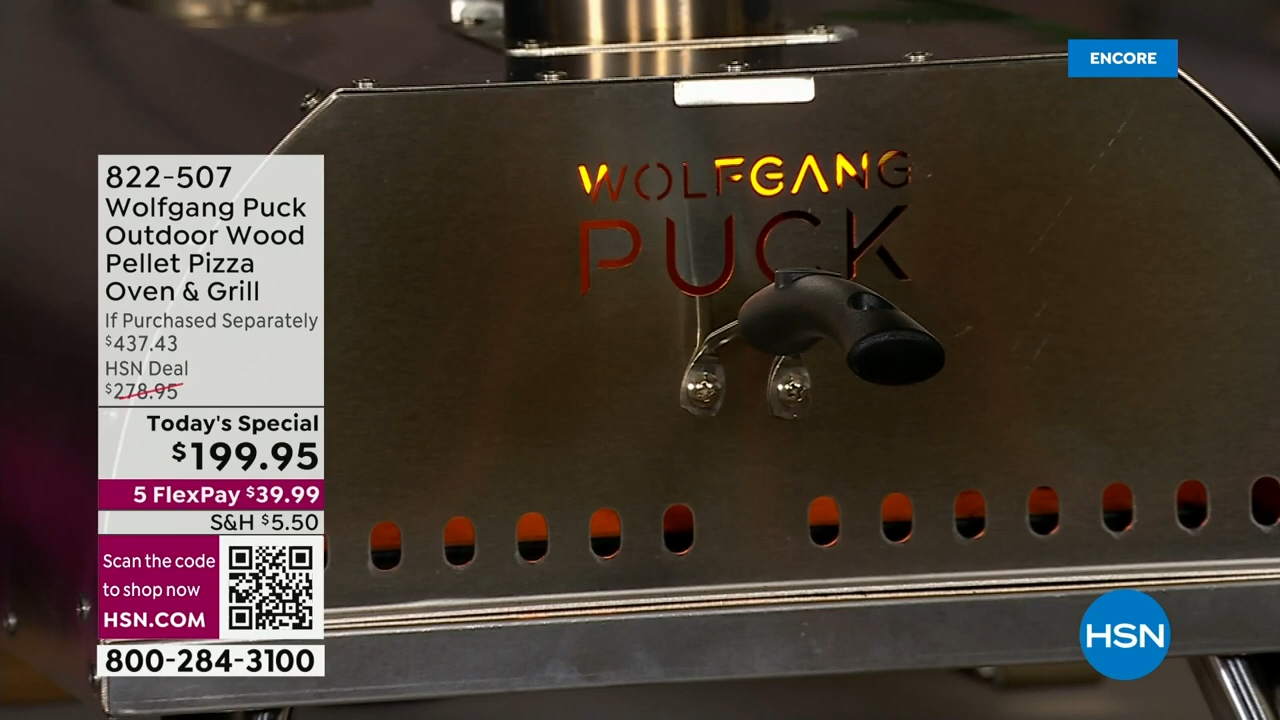 ENCORE
WOLFGANG
PUCK
822-507
Wolfgang Puck
Outdoor Wood
Pellet Pizza
Oven & Grill
If Purchased Separately
$437.43
HSN Deal
$278.95
Today's Special
$199.95
5 FlexPay $39.99
S&H $5.50
Scan the code
to shop now
HSN.COM
800-284-3100
HSN